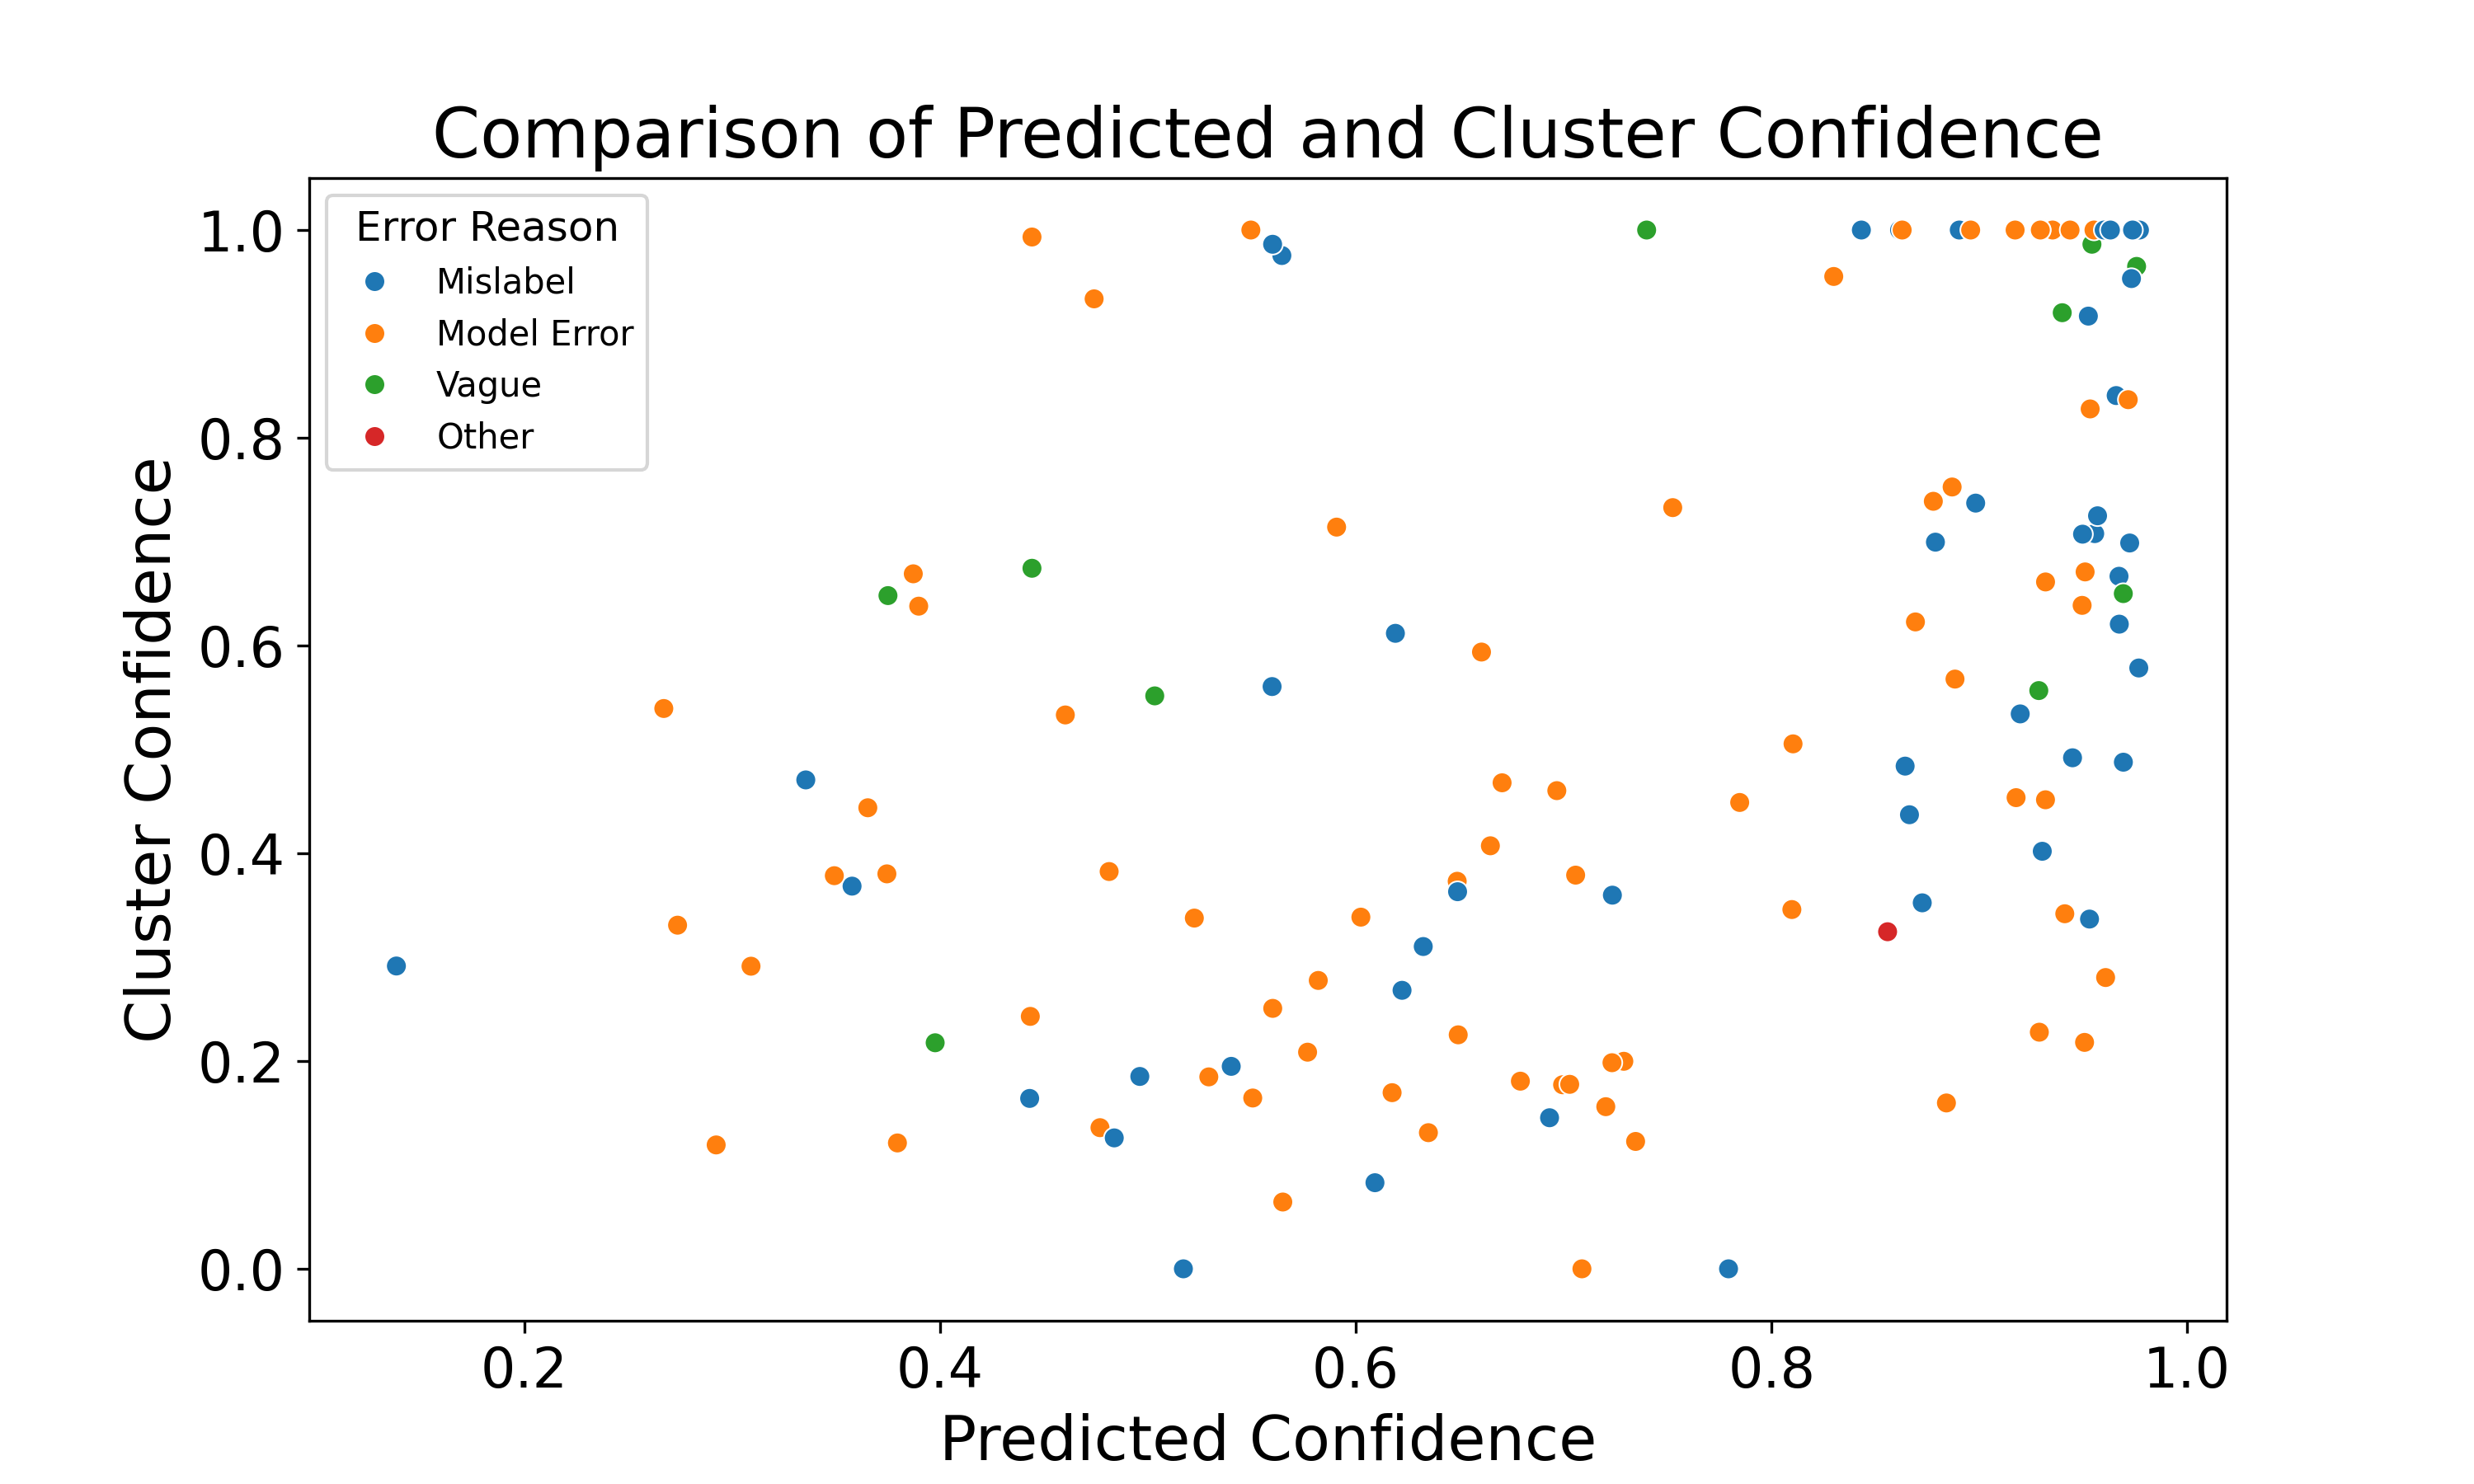 Comparison of Predicted and Cluster Confidence
Error Reason
Mislabel
Model Error
Vague
Other
Cluster Confidence
1.0
0.8
0.6
0.4
0.2
0.0
0.2 0.4 0.6 0.8 1.0
Predicted Confidence